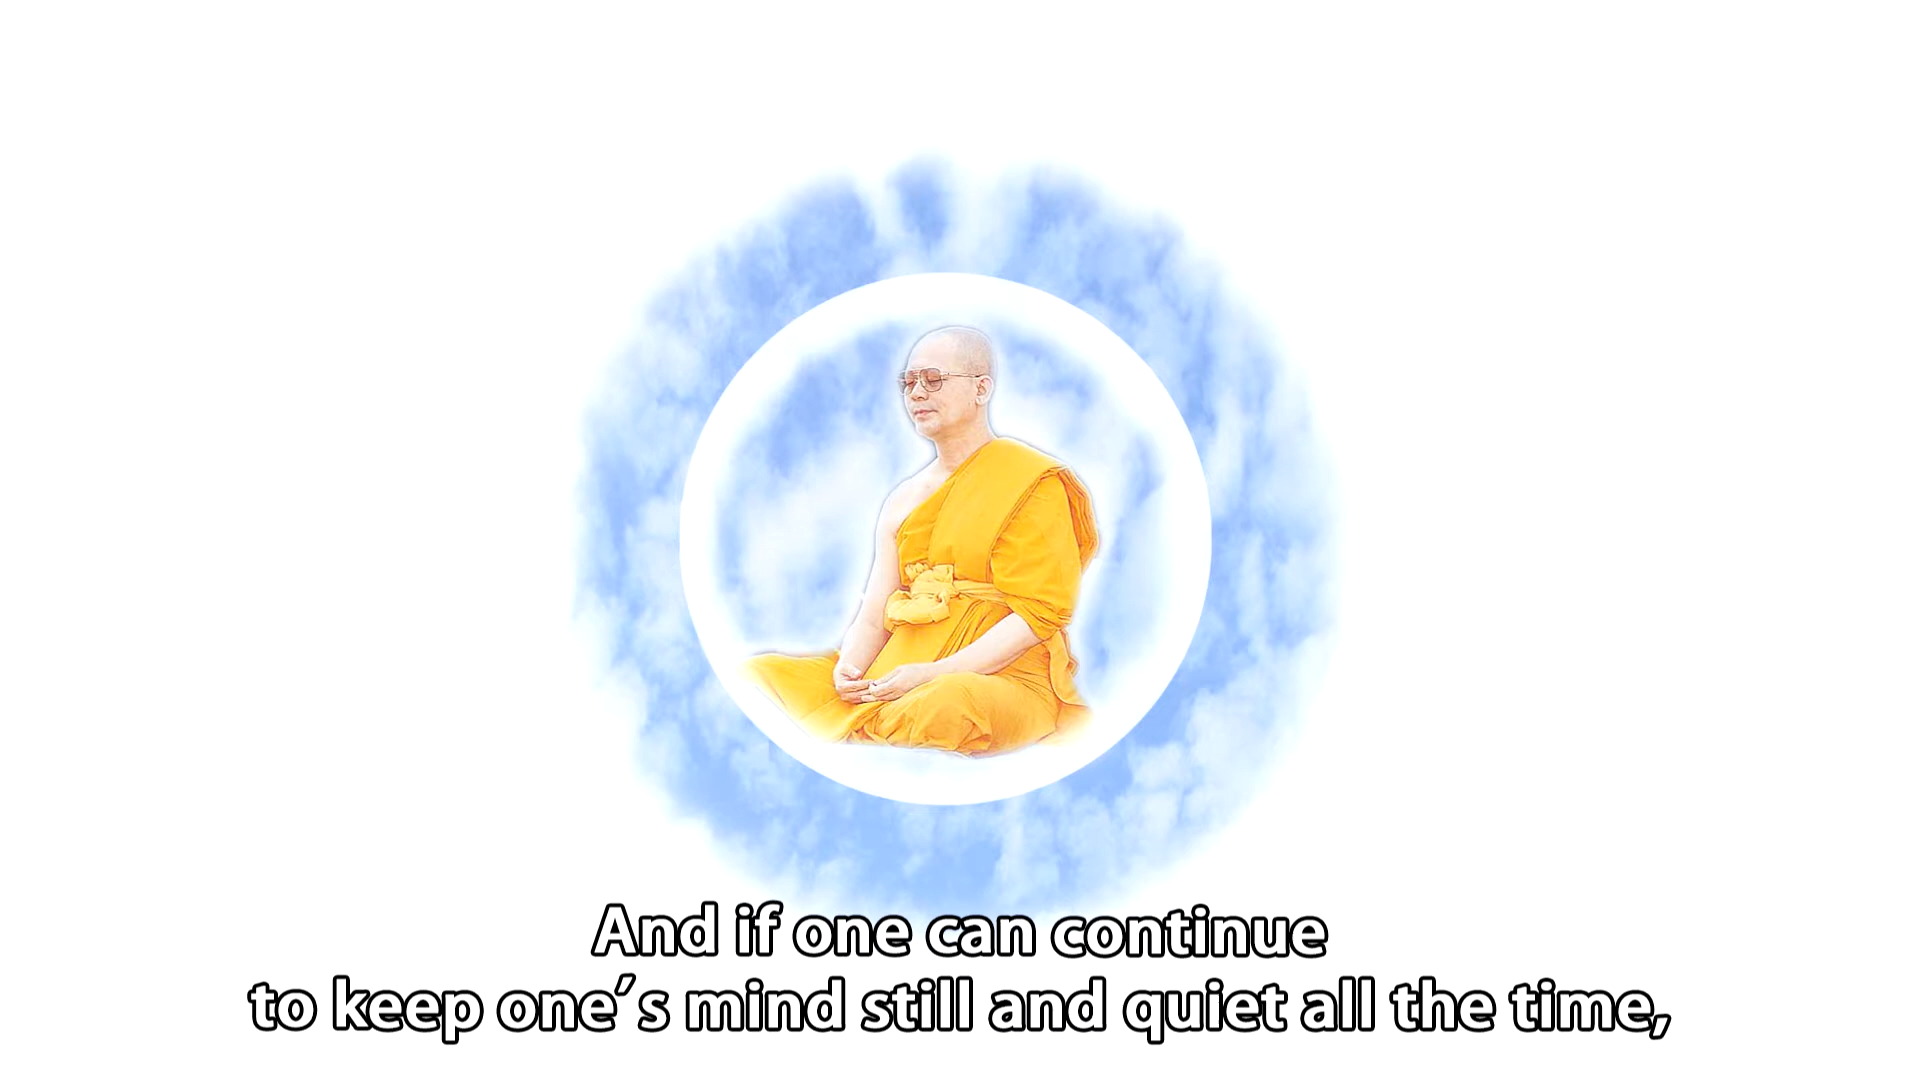 And if one can continue
to keep one´s mind still and quiet all the time,